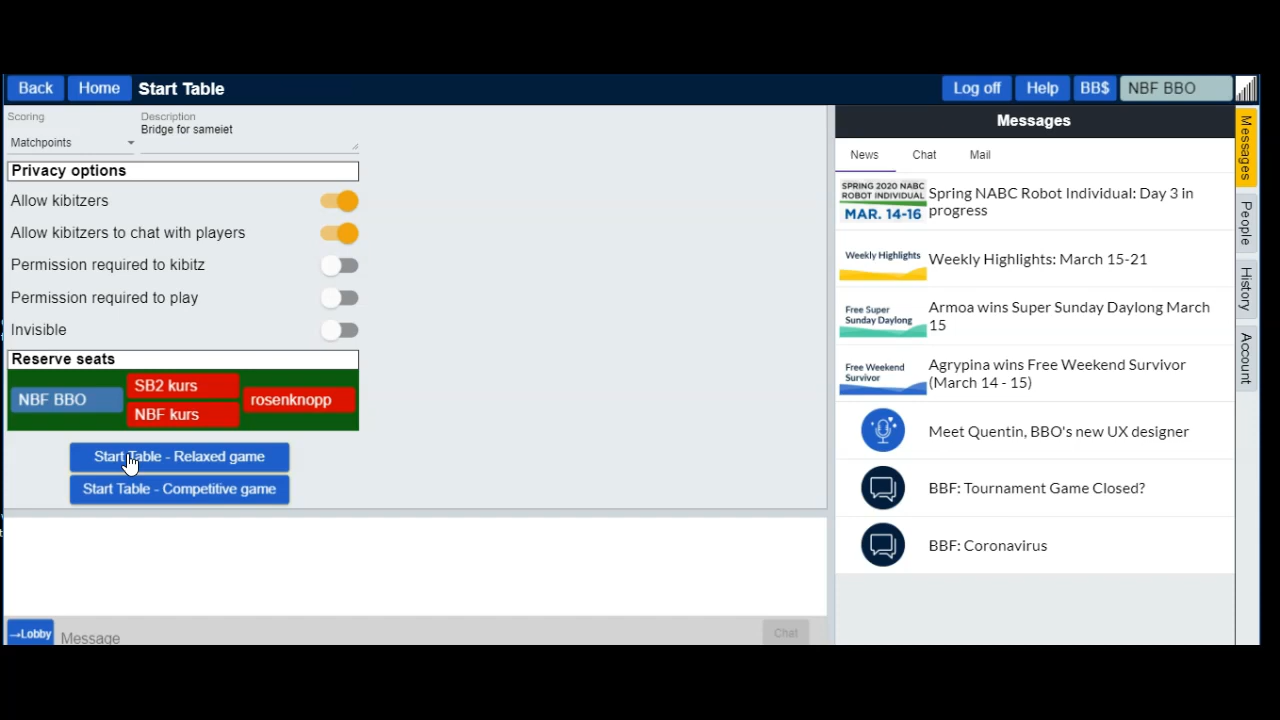 Back Home Start Table Log off Help BB$ NBF BBO
Scoring Description
Matchpoints Bridge for sameiet
Privacy options
Allow kibitzers
Allow kibitzers to chat with players
Permission required to kibitz
Permission required to play
Invisible
Reserve seats
NBF BBO
SB2 kurs
NBF kurs
rosenknopp
Start Table - Relaxed game
Start Table - Competitive game
→Lobby Message Chat
Messages
News Chat Mail
SPRING 2020 NABC
ROBOT INDIVIDUAL
MAR. 14-16
Spring NABC Robot Individual: Day 3 in
progress
Weekly Highlights
Weekly Highlights: March 15-21
Free Super
Sunday Daylong
Armoa wins Super Sunday Daylong March
15
Free Weekend
Survivor
Agrypina wins Free Weekend Survivor
(March 14 - 15)
Meet Quentin, BBO's new UX designer
BBF: Tournament Game Closed?
BBF: Coronavirus
Messages
People
History
Account